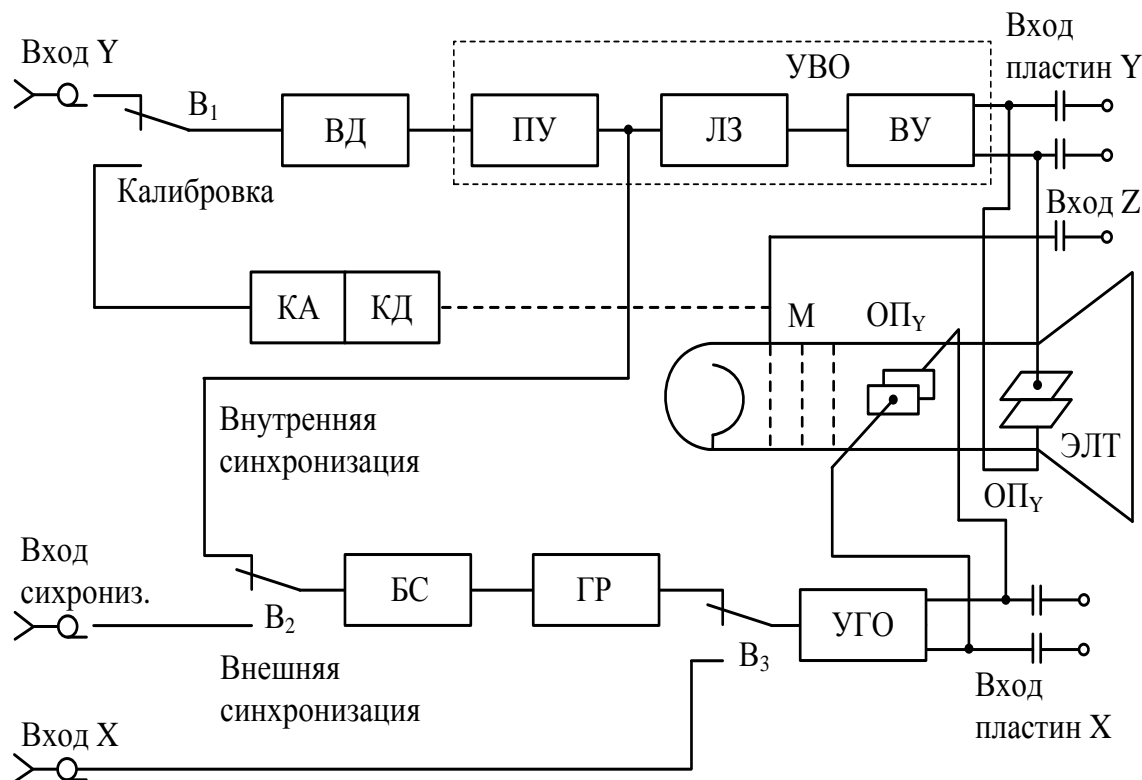 Вход Y
B₁
Калибровка
ВД
УВО
ПУ
ЛЗ
ВУ
Вход
пластин Y
Вход Z
КА
КД
М
ОПY
ЭЛТ
ОПY
Внутренняя
синхронизация
Вход
сихрониз.
B₂
БС
ГР
B₃
УГО
Внешняя
синхронизация
Вход
пластин X
Вход X